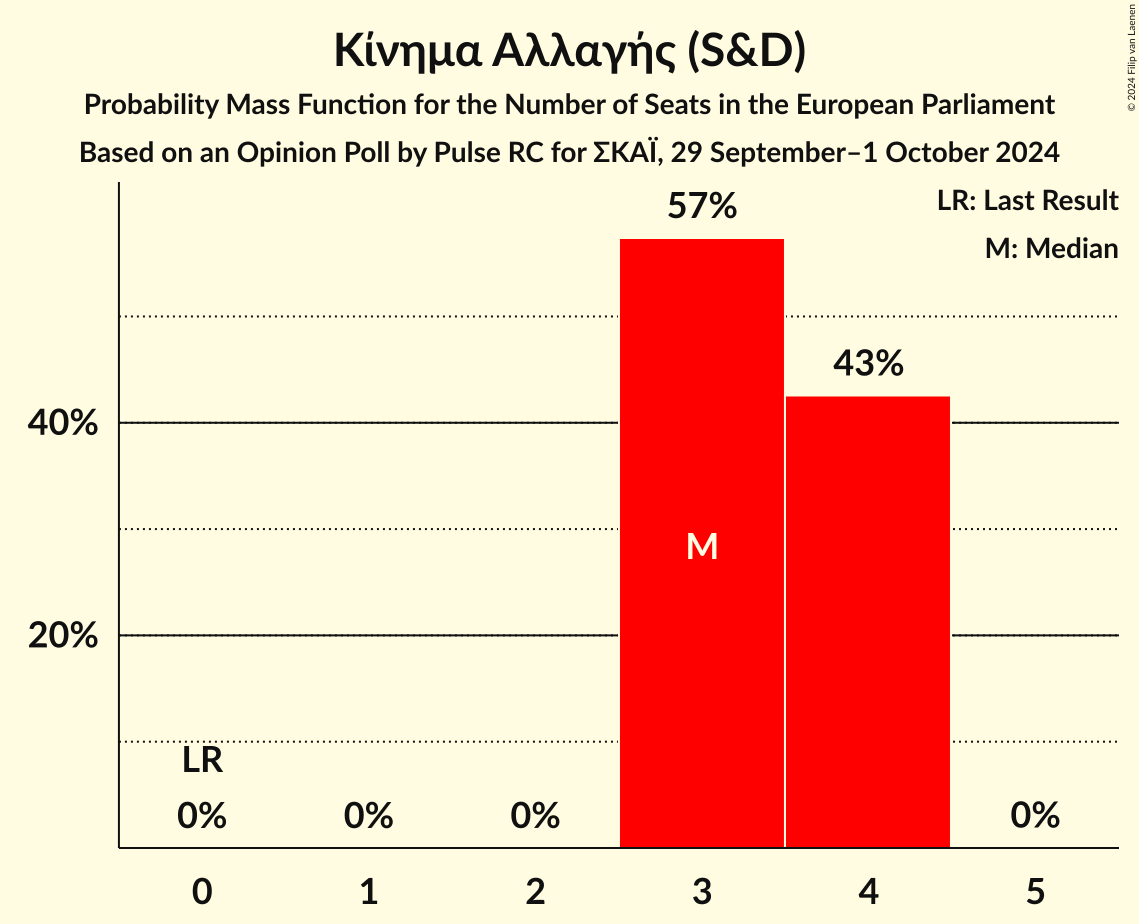 Κίνημα Αλλαγής (S&D)
Probability Mass Function for the Number of Seats in the European Parliament
Based on an Opinion Poll by Pulse RC for ΣΚΑΪ, 29 September–1 October 2024
© 2024 Filip van Laenen
LR: Last Result
M: Median
57%
43%
40%
M
20%
LR
0% 0% 0% 0%
0 1 2 3 4 5